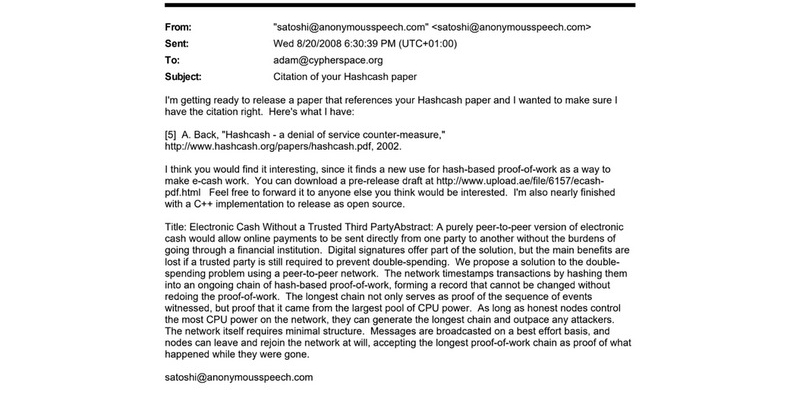 From: "satoshi@anonymousspeech.com" <satoshi@anonymousspeech.com>
Sent: Wed 8/20/2008 6:30:39 PM (UTC+01:00)
To: adam@cypherspace.org
Subject: Citation of your Hashcash paper
I'm getting ready to release a paper that references your Hashcash paper and I wanted to make sure I
have the citation right.  Here's what I have:
[5]  A. Back, "Hashcash - a denial of service counter-measure,"
http://www.hashcash.org/papers/hashcash.pdf, 2002.
I think you would find it interesting, since it finds a new use for hash-based proof-of-work as a way to
make e-cash work.  You can download a pre-release draft at http://www.upload.ae/file/6157/ecash-
pdf.html   Feel free to forward it to anyone else you think would be interested.  I'm also nearly finished
with a C++ implementation to release as open source.
Title: Electronic Cash Without a Trusted Third PartyAbstract: A purely peer-to-peer version of electronic
cash would allow online payments to be sent directly from one party to another without the burdens of
going through a financial institution.  Digital signatures offer part of the solution, but the main benefits are
lost if a trusted party is still required to prevent double-spending.  We propose a solution to the double-
spending problem using a peer-to-peer network.  The network timestamps transactions by hashing them
into an ongoing chain of hash-based proof-of-work, forming a record that cannot be changed without
redoing the proof-of-work.  The longest chain not only serves as proof of the sequence of events
witnessed, but proof that it came from the largest pool of CPU power.  As long as honest nodes control
the most CPU power on the network, they can generate the longest chain and outpace any attackers.
The network itself requires minimal structure.  Messages are broadcasted on a best effort basis, and
nodes can leave and rejoin the network at will, accepting the longest proof-of-work chain as proof of what
happened while they were gone.
satoshi@anonymousspeech.com